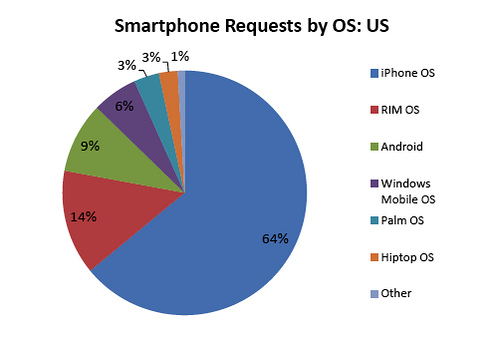 Smartphone Requests by OS: US
3%
3%
1%
6%
9%
14%
64%
iPhone OS
RIM OS
Android
Windows
Mobile OS
Palm OS
Hiptop OS
Other